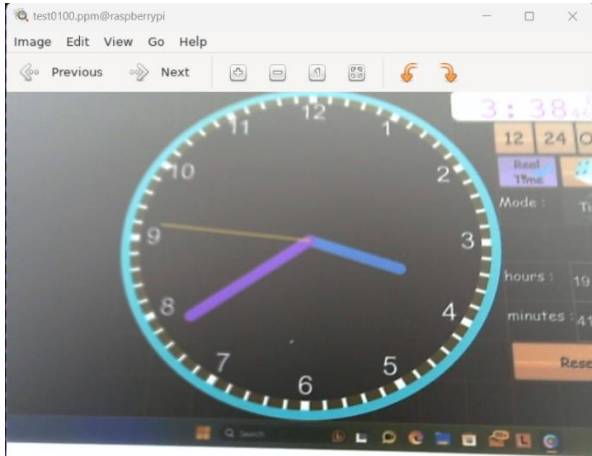 test0100.ppm@raspberrypi
Image Edit View Go Help
Previous Next
3:38
12 24
12
11 1
10 2
9 3
8 4
7 5
6
Real Time
Mode :
hours : 19
minutes : 41
Rese
Search